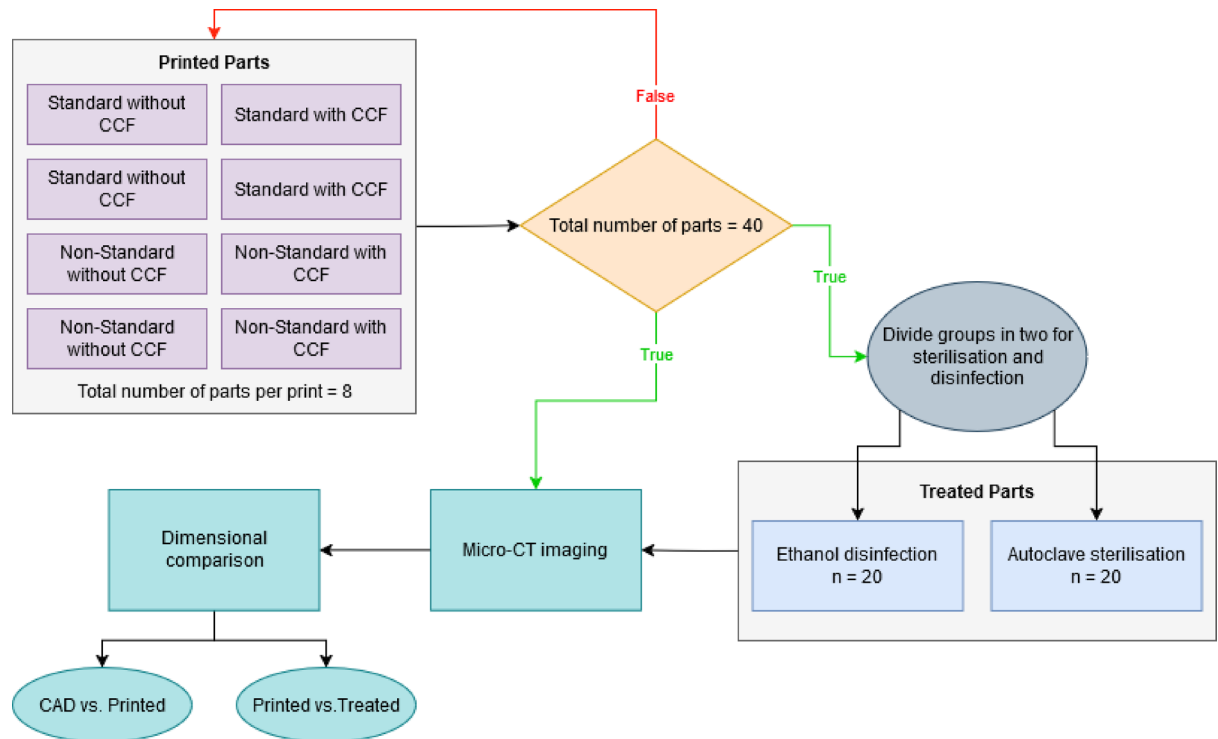 Printed Parts
Standard without
CCF
Standard with CCF
Standard without
CCF
Standard with CCF
Non-Standard
without CCF
Non-Standard with
CCF
Non-Standard
without CCF
Non-Standard with
CCF
Total number of parts per print = 8
False
Total number of parts = 40
True
True
Divide groups in two for
sterilisation and
disinfection
Treated Parts
Ethanol disinfection
n = 20
Autoclave sterilisation
n = 20
Micro-CT imaging
Dimensional
comparison
CAD vs. Printed
Printed vs.Treated